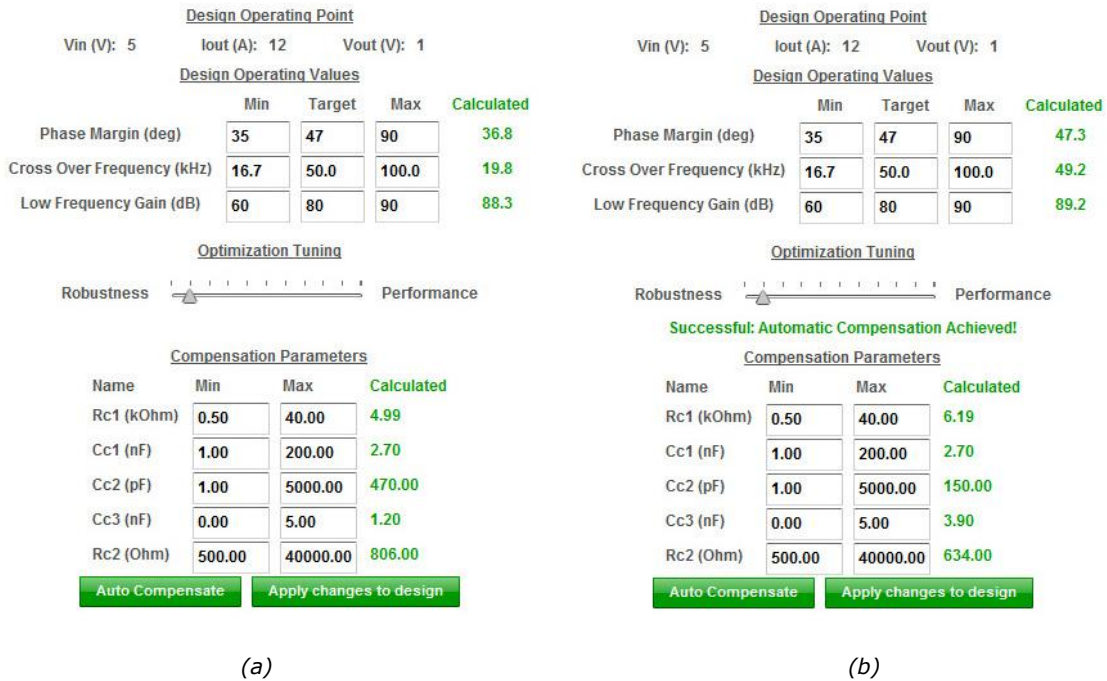 Design Operating Point
Vin (V): 5 Iout (A): 12 Vout (V): 1
Design Operating Values
Min Target Max Calculated
Phase Margin (deg) 35 47 90 36.8
Cross Over Frequency (kHz) 16.7 50.0 100.0 19.8
Low Frequency Gain (dB) 60 80 90 88.3
Optimization Tuning
Robustness Performance
Compensation Parameters
Name Min Max Calculated
Rc1 (kOhm) 0.50 40.00 4.99
Cc1 (nF) 1.00 200.00 2.70
Cc2 (pF) 1.00 5000.00 470.00
Cc3 (nF) 0.00 5.00 1.20
Rc2 (Ohm) 500.00 40000.00 806.00
Auto Compensate Apply changes to design
(a)
Design Operating Point
Vin (V): 5 Iout (A): 12 Vout (V): 1
Design Operating Values
Min Target Max Calculated
Phase Margin (deg) 35 47 90 47.3
Cross Over Frequency (kHz) 16.7 50.0 100.0 49.2
Low Frequency Gain (dB) 60 80 90 89.2
Optimization Tuning
Robustness Performance
Successful: Automatic Compensation Achieved!
Compensation Parameters
Name Min Max Calculated
Rc1 (kOhm) 0.50 40.00 6.19
Cc1 (nF) 1.00 200.00 2.70
Cc2 (pF) 1.00 5000.00 150.00
Cc3 (nF) 0.00 5.00 3.90
Rc2 (Ohm) 500.00 40000.00 634.00
Auto Compensate Apply changes to design
(b)